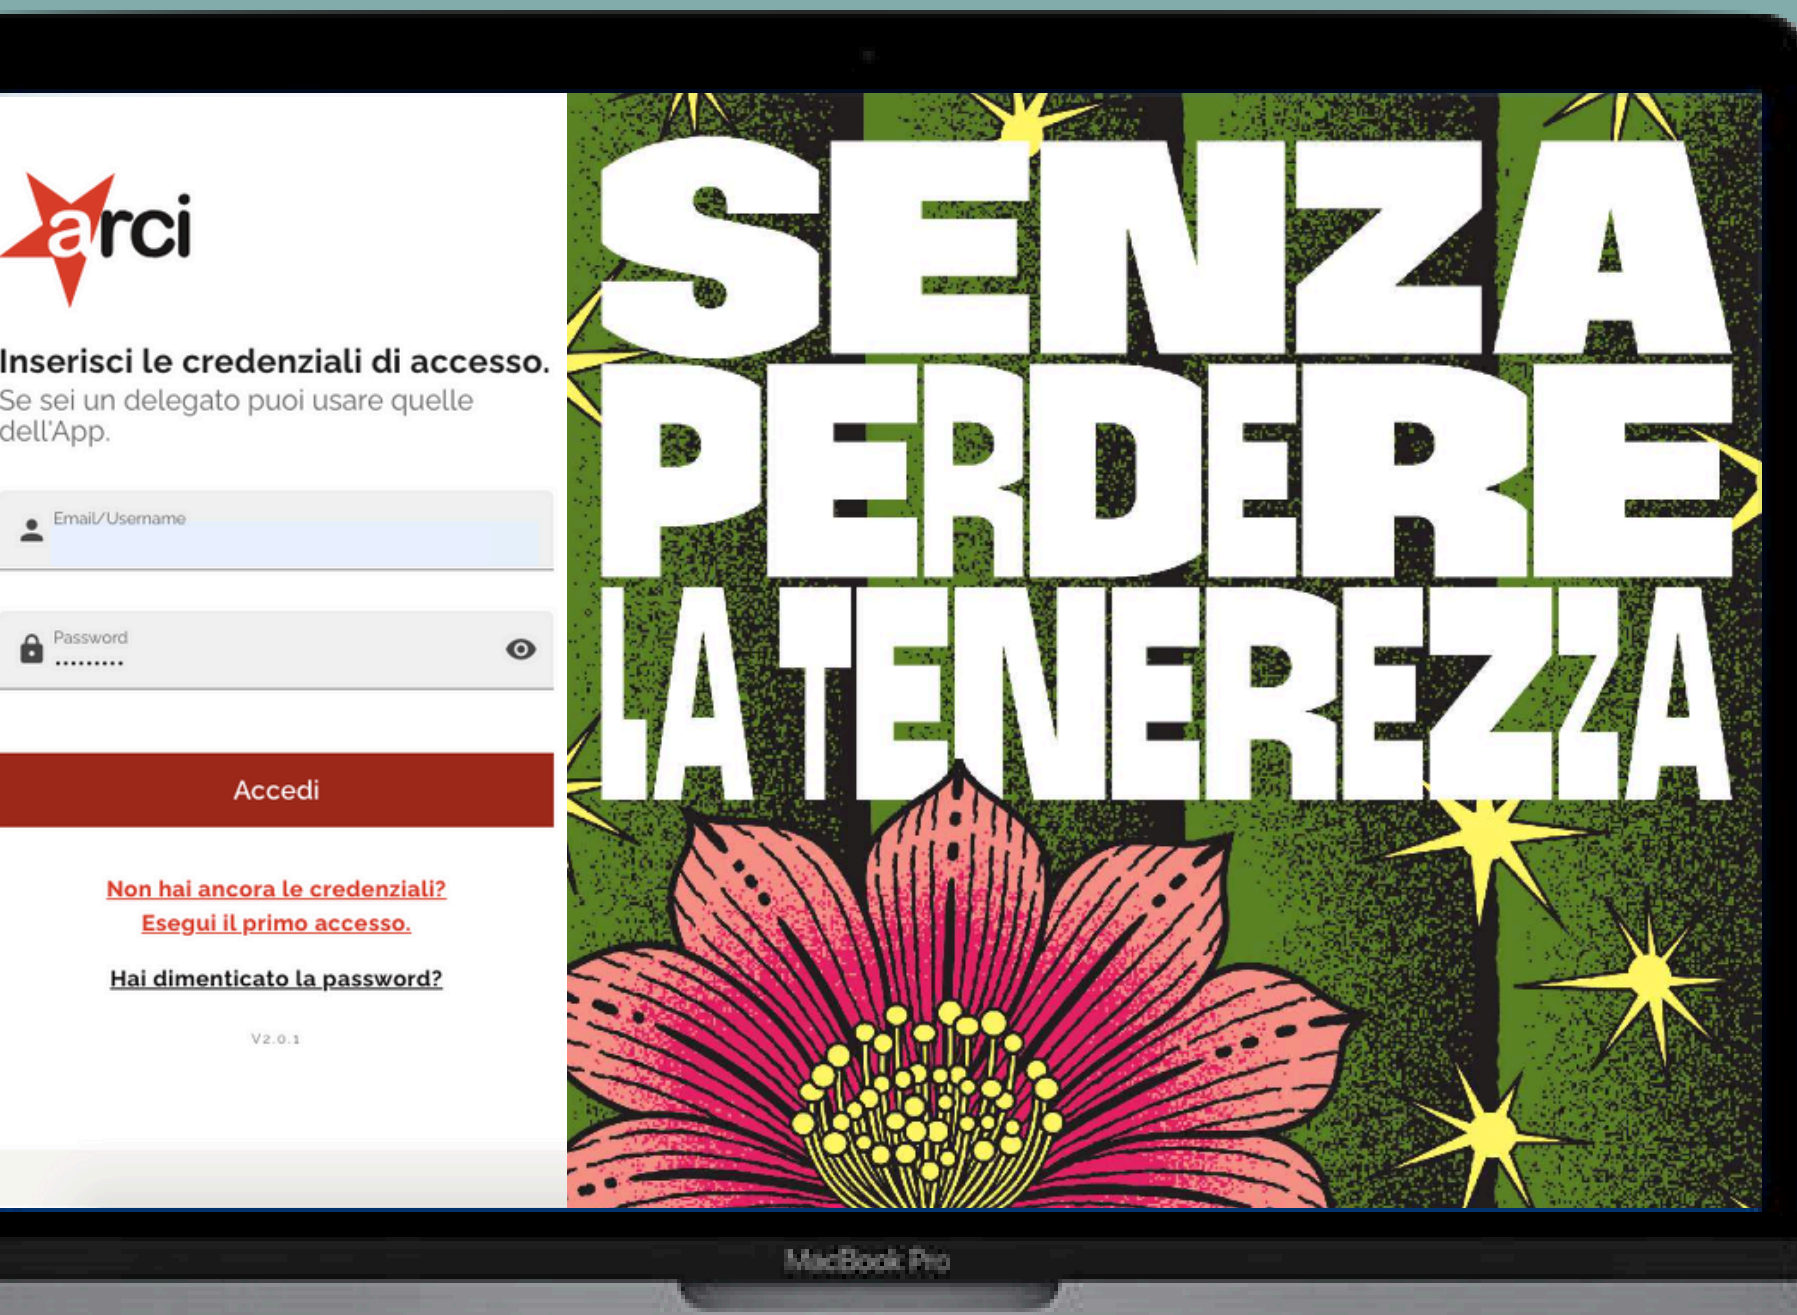 arci
Inserisci le credenziali di accesso.
Se sei un delegato puoi usare quelle
dell'App.
Email/Username
Password
Accedi
Non hai ancora le credenziali?
Esegui il primo accesso.
Hai dimenticato la password?
V2.0.1
SENZA
PERDERE
LA TENEREZZA
MacBook Pro